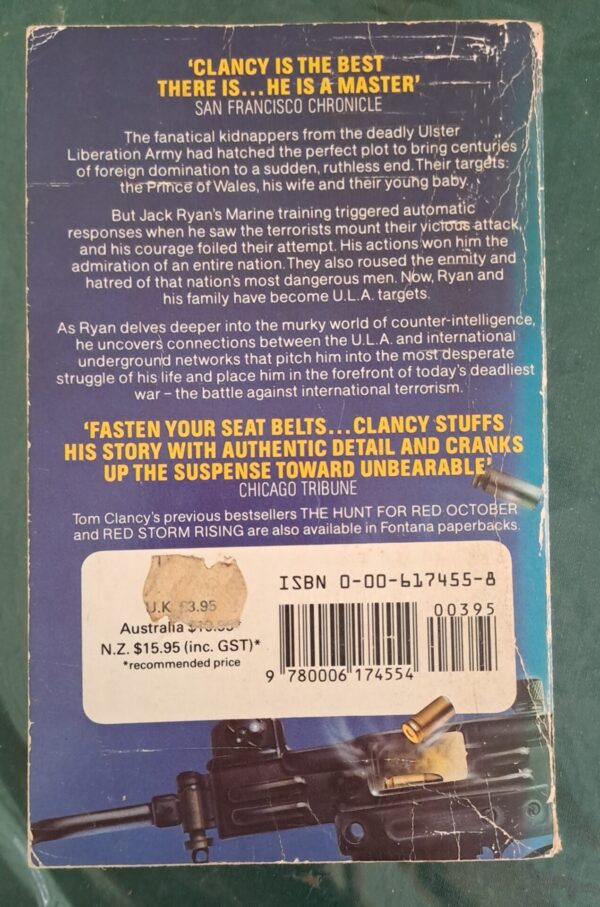 ‘CLANCY IS THE BEST
THERE IS...HE IS A MASTER’
SAN FRANCISCO CHRONICLE
The fanatical kidnappers from the deadly Ulster
Liberation Army had hatched the perfect plot to bring centuries
of foreign domination to a sudden, ruthless end. Their targets:
the Prince of Wales, his wife and their young baby.
But Jack Ryan's Marine training triggered automatic
responses when he saw the terrorists mount their vicious attack,
and his courage foiled their attempt. His actions won him the
admiration of an entire nation. They also roused the enmity and
hatred of that nation's most dangerous men. Now, Ryan and
his family have become U.L.A. targets.
As Ryan delves deeper into the murky world of counter-intelligence,
he uncovers connections between the U.L.A. and international
underground networks that pitch him into the most desperate
struggle of his life and place him in the forefront of today's deadliest
war – the battle against international terrorism.
‘FASTEN YOUR SEAT BELTS...CLANCY STUFFS
HIS STORY WITH AUTHENTIC DETAIL AND CRANKS
UP THE SUSPENSE TOWARD UNBEARABLE’
CHICAGO TRIBUNE
Tom Clancy's previous bestsellers THE HUNT FOR RED OCTOBER
and RED STORM RISING are also available in Fontana paperbacks.
U.K. £3.95
Australia
N.Z. $15.95 (inc. GST)*
*recommended price
ISBN 0-00-617455-8
00395
9 780006 174554